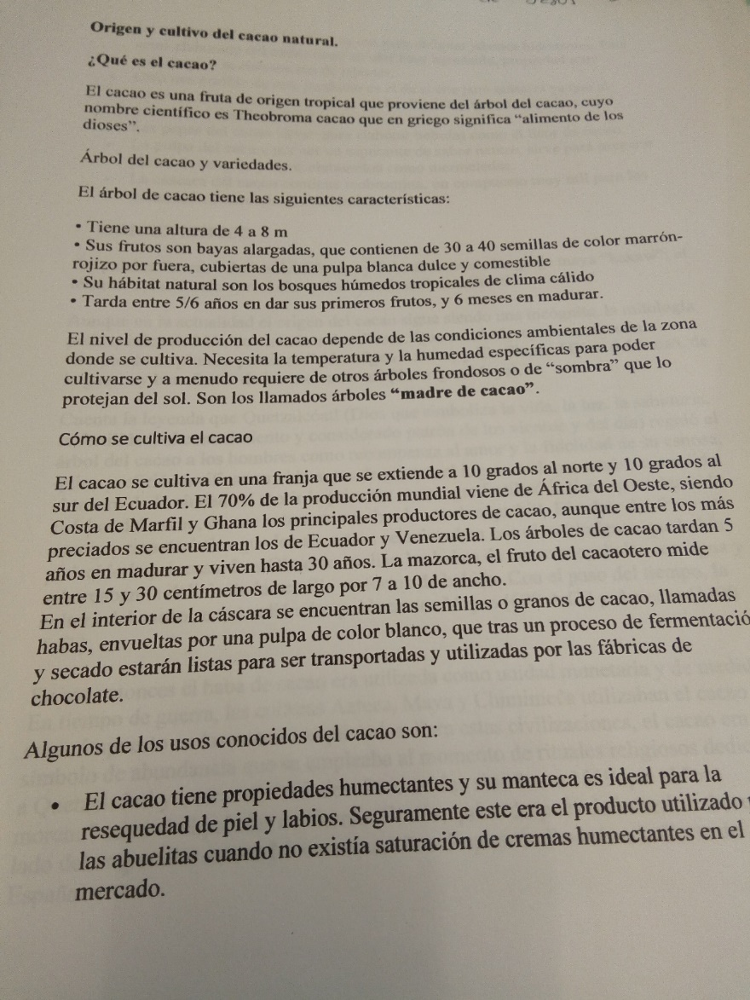 Origen y cultivo del cacao natural.
¿Qué es el cacao?
El cacao es una fruta de origen tropical que proviene del árbol del cacao, cuyo
nombre científico es Theobroma cacao que en griego significa “alimento de los
dioses”.
Árbol del cacao y variedades.
El árbol de cacao tiene las siguientes características:
• Tiene una altura de 4 a 8 m
• Sus frutos son bayas alargadas, que contienen de 30 a 40 semillas de color marrón-
rojizo por fuera, cubiertas de una pulpa blanca dulce y comestible
• Su hábitat natural son los bosques húmedos tropicales de clima cálido
• Tarda entre 5/6 años en dar sus primeros frutos, y 6 meses en madurar.
El nivel de producción del cacao depende de las condiciones ambientales de la zona
donde se cultiva. Necesita la temperatura y la humedad específicas para poder
cultivarse y a menudo requiere de otros árboles frondosos o de “sombra” que lo
protejan del sol. Son los llamados árboles “madre de cacao”.
Cómo se cultiva el cacao
El cacao se cultiva en una franja que se extiende a 10 grados al norte y 10 grados al
sur del Ecuador. El 70% de la producción mundial viene de África del Oeste, siendo
Costa de Marfil y Ghana los principales productores de cacao, aunque entre los más
preciados se encuentran los de Ecuador y Venezuela. Los árboles de cacao tardan 5
años en madurar y viven hasta 30 años. La mazorca, el fruto del cacaotero mide
entre 15 y 30 centímetros de largo por 7 a 10 de ancho.
En el interior de la cáscara se encuentran las semillas o granos de cacao, llamadas
habas, envueltas por una pulpa de color blanco, que tras un proceso de fermentació
y secado estarán listas para ser transportadas y utilizadas por las fábricas de
chocolate.
Algunos de los usos conocidos del cacao son:
• El cacao tiene propiedades humectantes y su manteca es ideal para la
resequedad de piel y labios. Seguramente este era el producto utilizado
las abuelitas cuando no existía saturación de cremas humectantes en el
mercado.